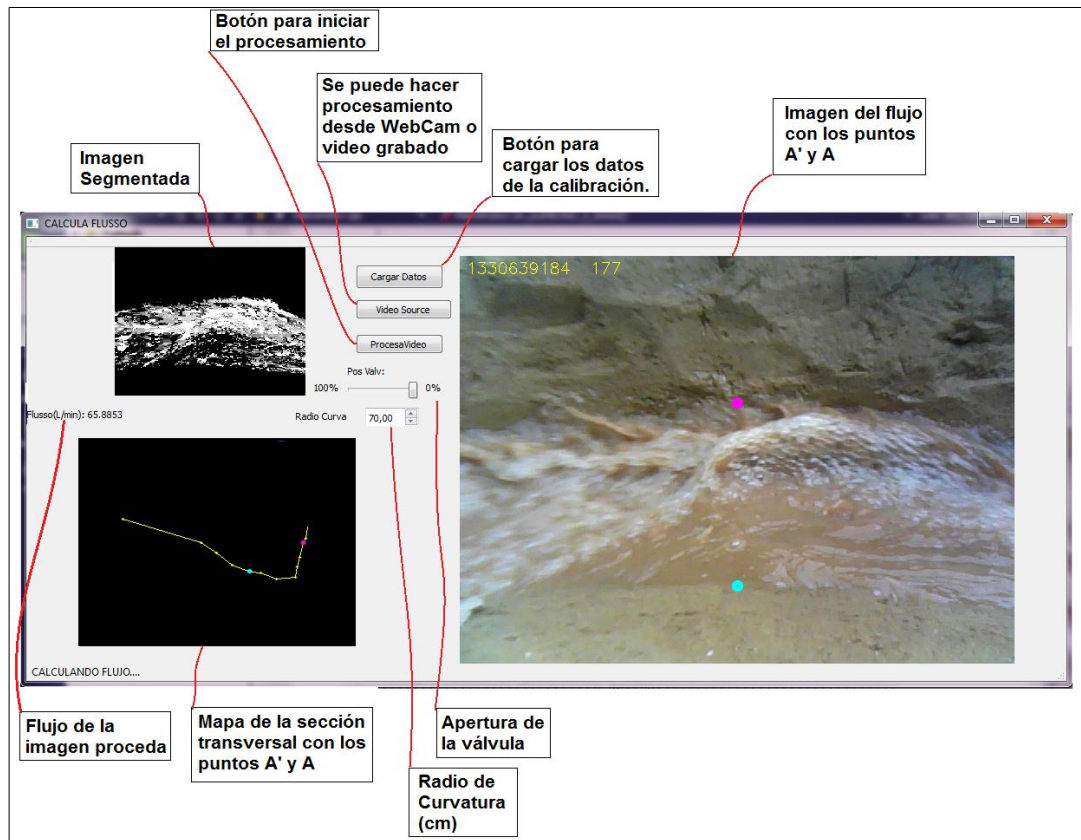 Botón para iniciar
el procesamiento
Se puede hacer
procesamiento
desde WebCam o
video grabado
Imagen del flujo
con los puntos
A' y A
Botón para
cargar los datos
de la calibración.
Imagen
Segmentada
CALCULA FLUSSO
Cargar Datos
1330639184 177
Video Source
ProcesaVideo
Pos Valv:
100% 0%
Flusso(L/min): 65.8853
Radio Curva 70,00
CALCULANDO FLUJO....
Flujo de la
imagen proceda
Mapa de la sección
transversal con los
puntos A' y A
Apertura de
la válvula
Radio de
Curvatura
(cm)